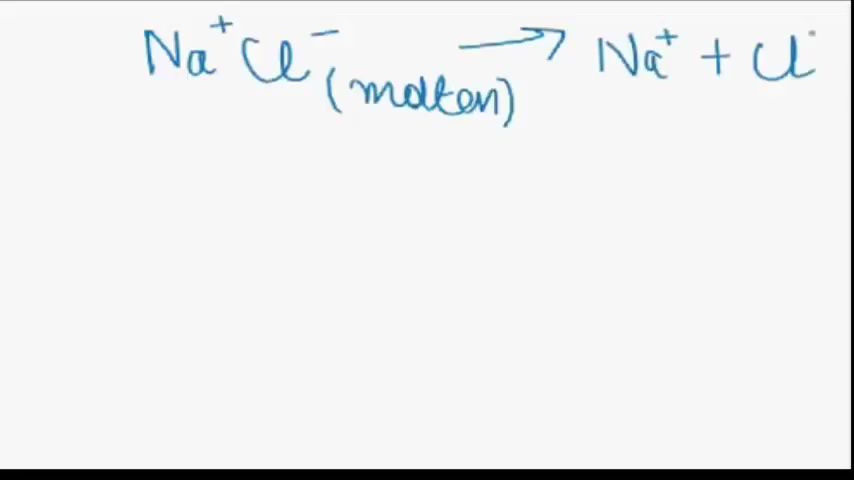 Na⁺Cl⁻ (molten) → Na⁺ + Cl